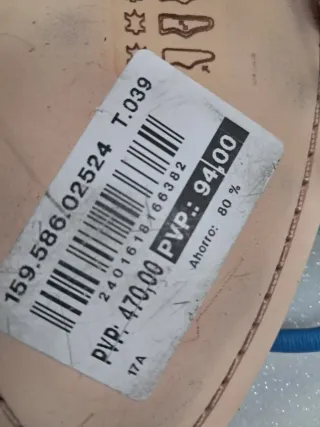 159.586.02524 T.039
2401618166382
PVP: 470,00 PVP.: 94,00
Ahorro: 80 %
17A